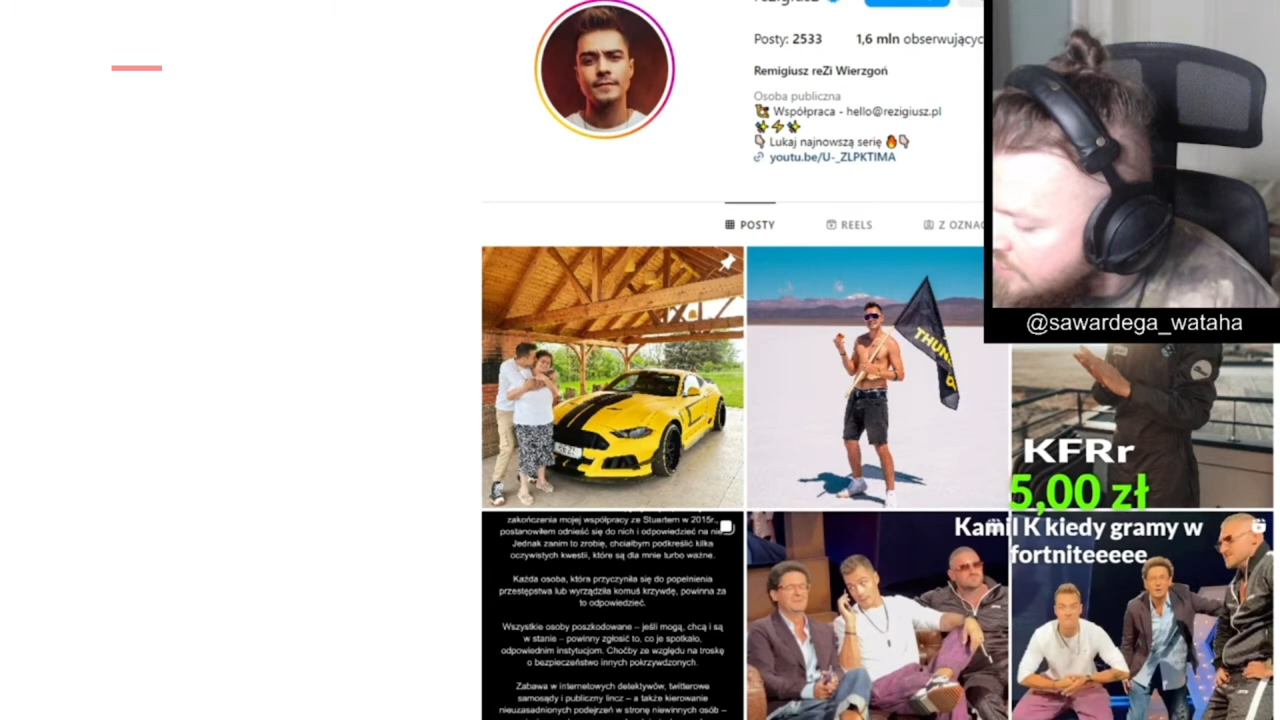 Posty: 2533 1,6 mln obserwujący
Remigiusz reZi Wierzgoń
Osoba publiczna
Współpraca - hello@rezigiusz.pl
Lukaj najnowszą serię
youtu.be/U-_ZLPKTIMA
POSTY REELS Z OZNAC
@sawardega_wataha
THUN
KFRr
5,00 zł
Kamil K kiedy gramy w
fortniteeeee
zakończenia mojej współpracy ze Stuartem w 2015r.,
postanowiłem odnieść się do nich i odpowiedzieć na
Jednak zanim to zrobię, chciałbym podkreślić kilka
oczywistych kwestii, które są dla mnie turbo ważne.
Każda osoba, która przyczyniła się do popełnienia
przestępstwa lub wyrządziła komuś krzywdę, powinna za
to odpowiedzieć.
Wszystkie osoby poszkodowane – jeśli mogą, chcą i są
w stanie – powinny zgłosić to, co je spotkało,
odpowiednim instytucjom. Choćby ze względu na troskę
o bezpieczeństwo innych pokrzywdzonych.
Zabawa w internetowych detektywów, twitterowe
samosądy i publiczny lincz – a także kierowanie
nieuzasadnionych podejrzeń w stronę niewinnych osób –